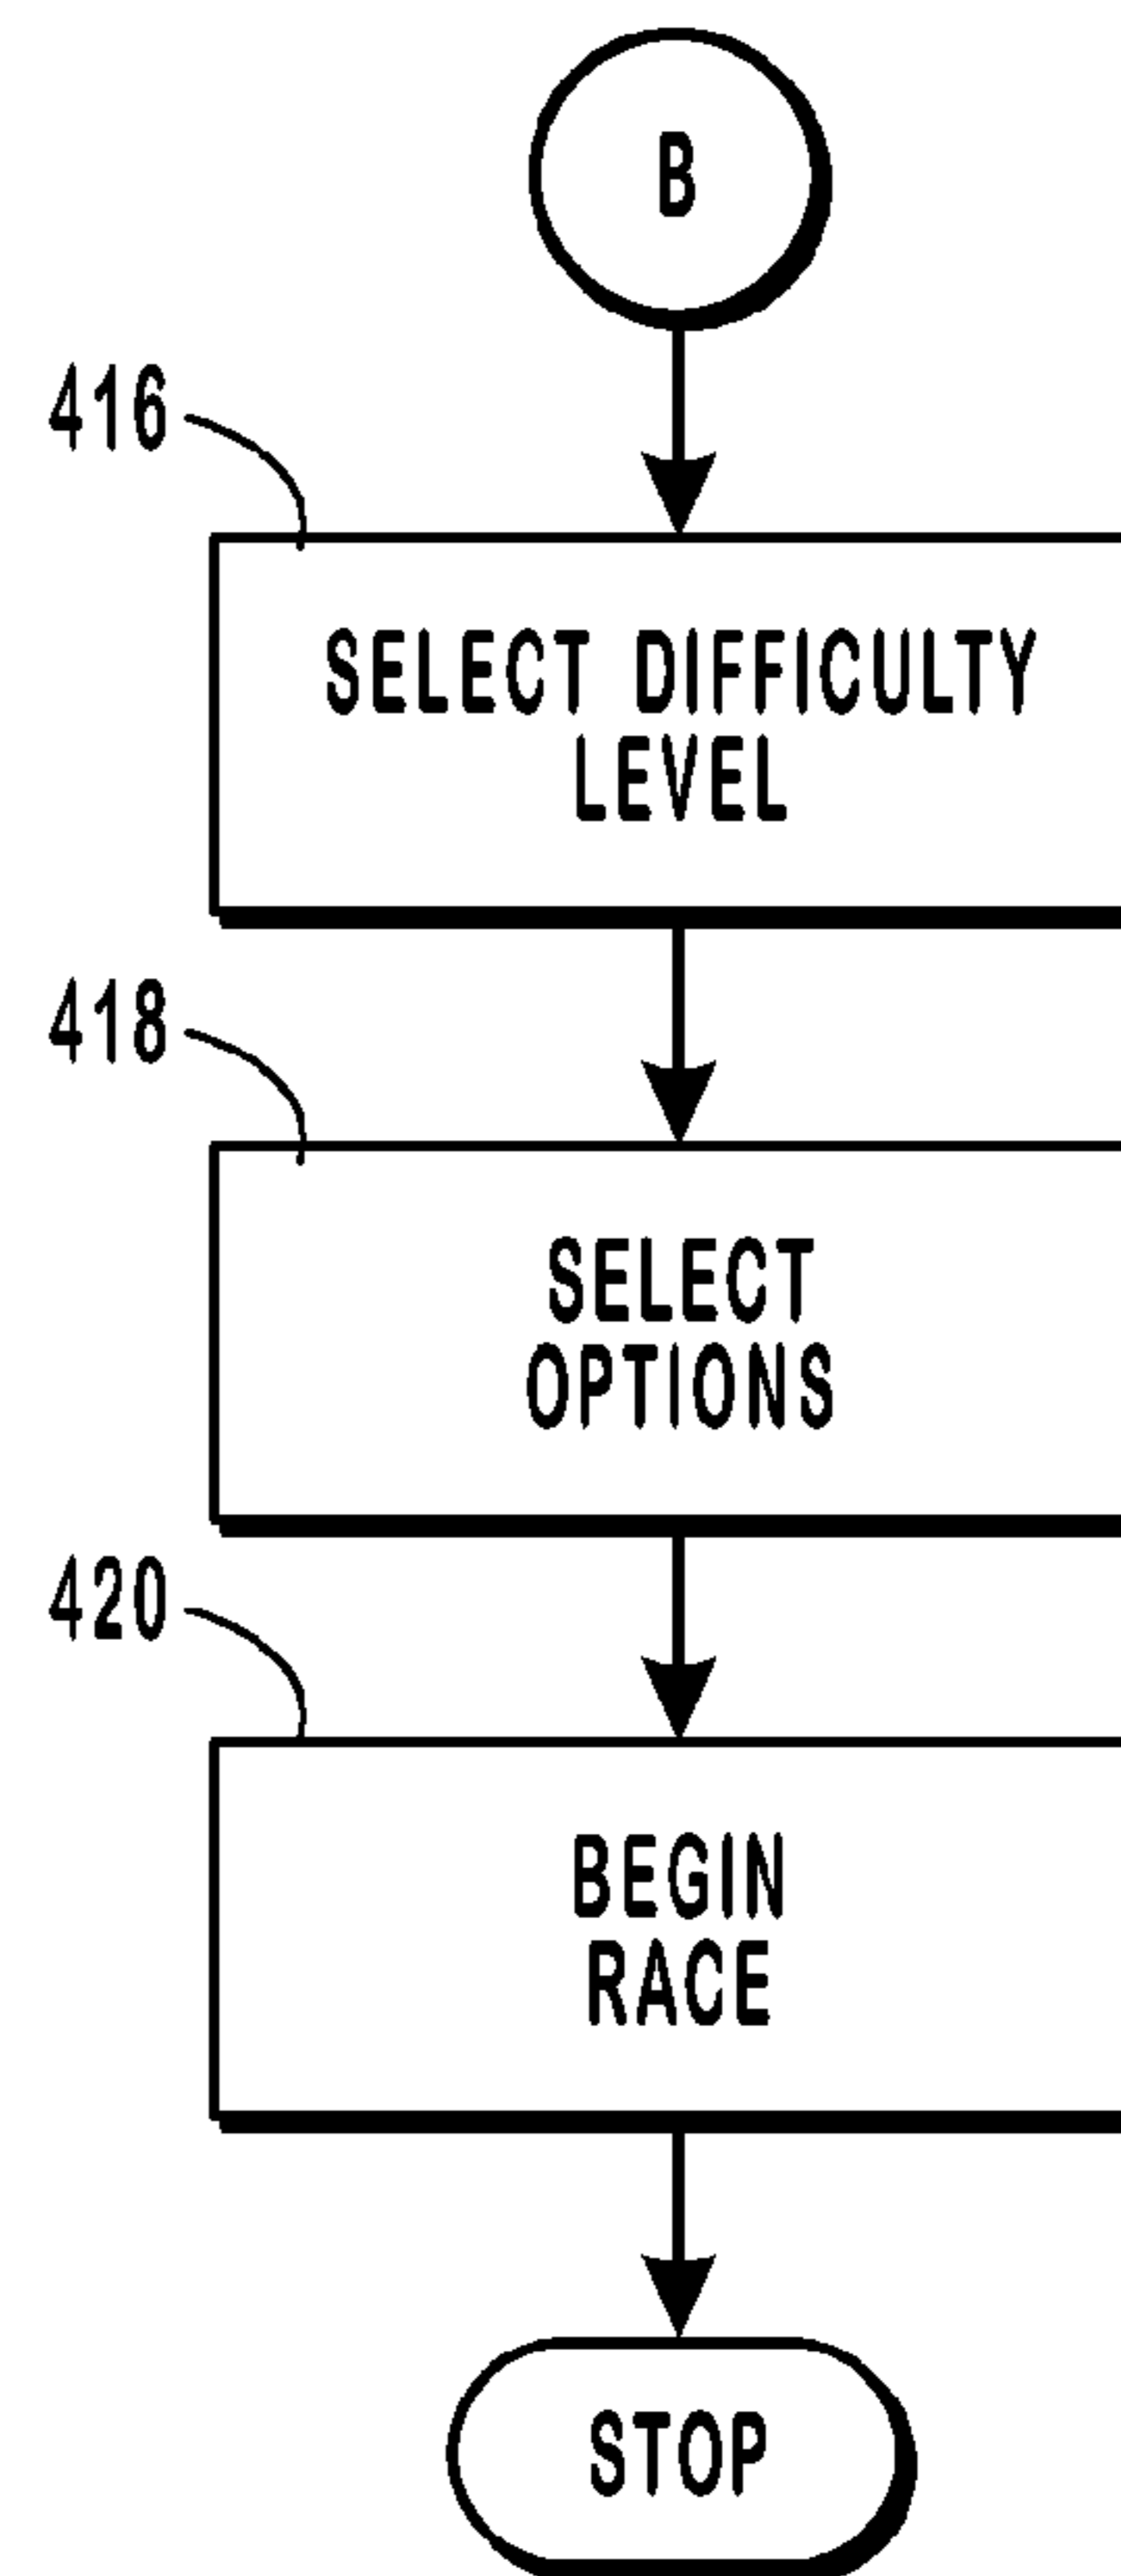 B
416
SELECT DIFFICULTY
LEVEL
418
SELECT
OPTIONS
420
BEGIN
RACE
STOP